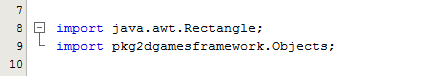 7
8 import java.awt.Rectangle;
9 import pkg2dgamesframework.Objects;
10